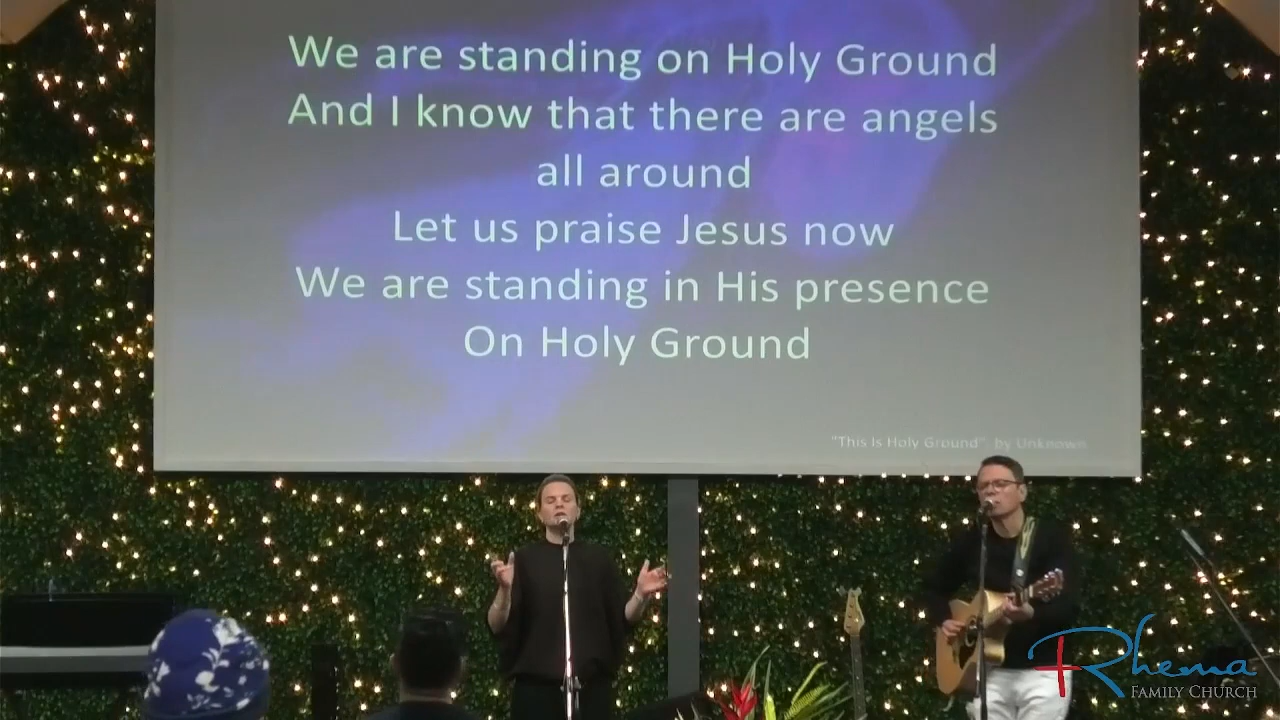 We are standing on Holy Ground
And I know that there are angels
all around
Let us praise Jesus now
We are standing in His presence
On Holy Ground
"This Is Holy Ground", by Unknown
Rhema
FAMILY CHURCH